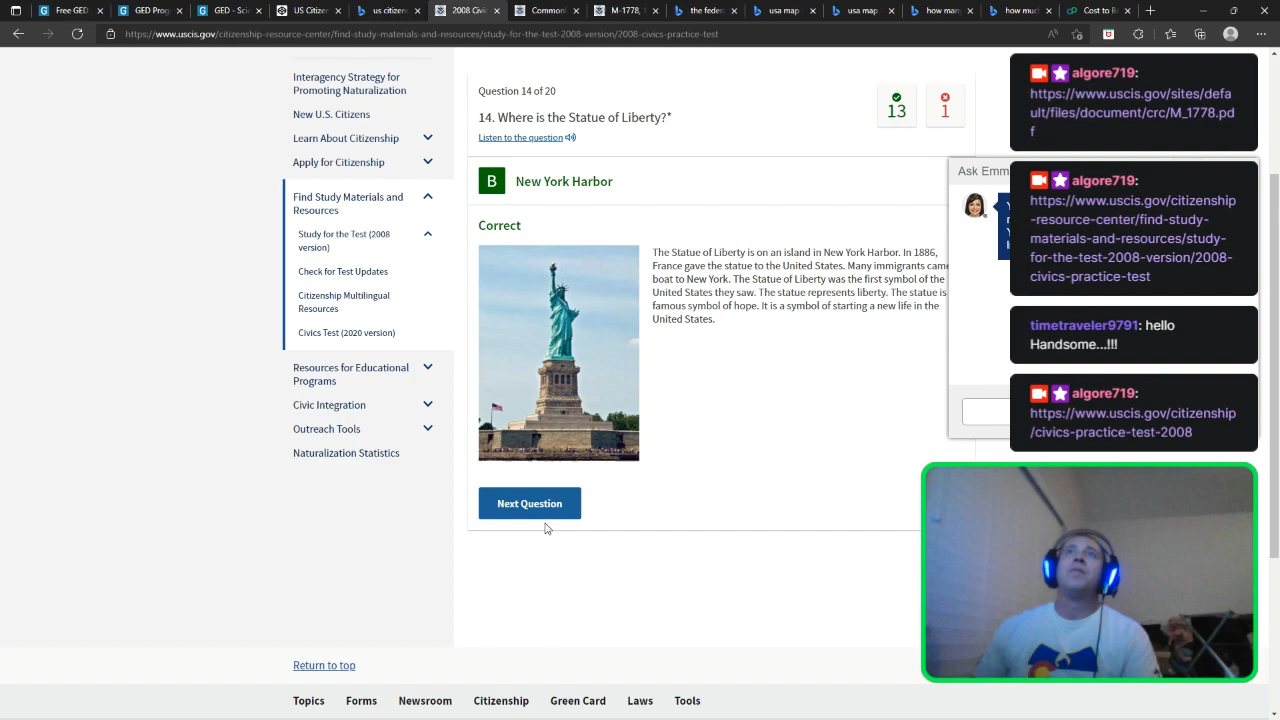 Free GED
GED Prog
GED - Sci
US Citizen
us citizen
2008 Civic
Common
M-1778, T
the feder
usa map
usa map
how many
how much
Cost to Be
https://www.uscis.gov/citizenship-resource-center/find-study-materials-and-resources/study-for-the-test-2008-version/2008-civics-practice-test
Interagency Strategy for
Promoting Naturalization
New U.S. Citizens
Learn About Citizenship
Apply for Citizenship
Find Study Materials and
Resources
Study for the Test (2008
version)
Check for Test Updates
Citizenship Multilingual
Resources
Civics Test (2020 version)
Resources for Educational
Programs
Civic Integration
Outreach Tools
Naturalization Statistics
Question 14 of 20
13
1
14. Where is the Statue of Liberty?*
Listen to the question
B New York Harbor
Correct
The Statue of Liberty is on an island in New York Harbor. In 1886,
France gave the statue to the United States. Many immigrants came
boat to New York. The Statue of Liberty was the first symbol of the
United States they saw. The statue represents liberty. The statue is
famous symbol of hope. It is a symbol of starting a new life in the
United States.
Next Question
Ask Emm
algore719:
https://www.uscis.gov/sites/defa
ult/files/document/crc/M_1778.pd
f
algore719:
https://www.uscis.gov/citizenship
-resource-center/find-study-
materials-and-resources/study-
for-the-test-2008-version/2008-
civics-practice-test
timetraveler9791: hello
Handsome...!!!
algore719:
https://www.uscis.gov/citizenship
/civics-practice-test-2008
Return to top
Topics
Forms
Newsroom
Citizenship
Green Card
Laws
Tools